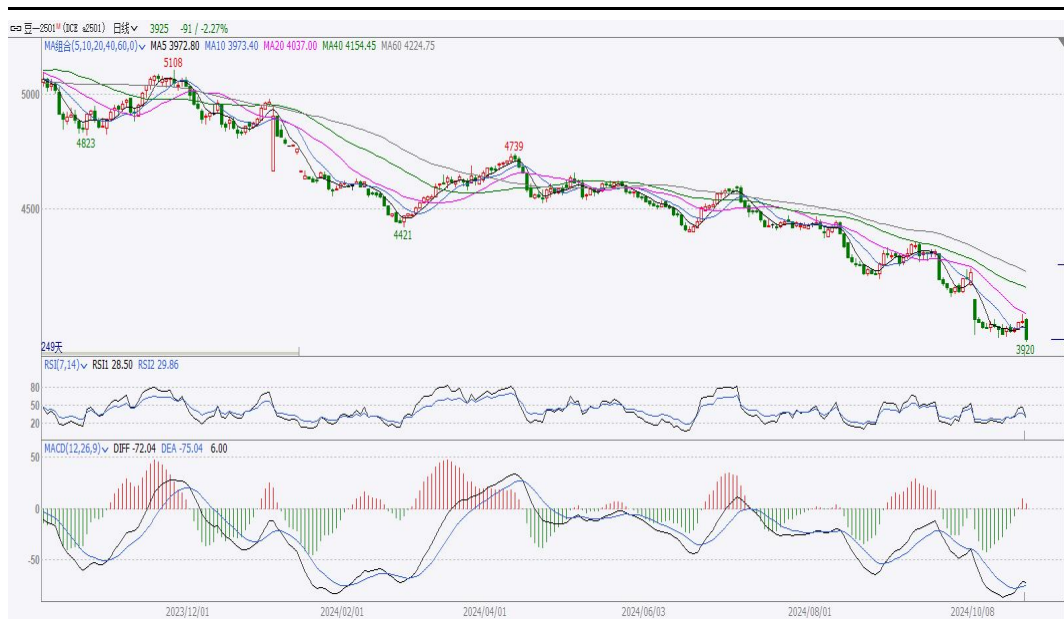 豆一2501M (DCE a2501) 日线 3925 -91 / -2.27%
MA组合(5,10,20,40,60,0) MA5 3972.80 MA10 3973.40 MA20 4037.00 MA40 4154.45 MA60 4224.75
5108
5000
4823
4739
4500
4421
249天
3920
RSI(7,14) RSI1 28.50 RSI2 29.86
80
50
20
MACD(12,26,9) DIFF -72.04 DEA -75.04 6.00
50
0
-50
2023/12/01 2024/02/01 2024/04/01 2024/06/03 2024/08/01 2024/10/08